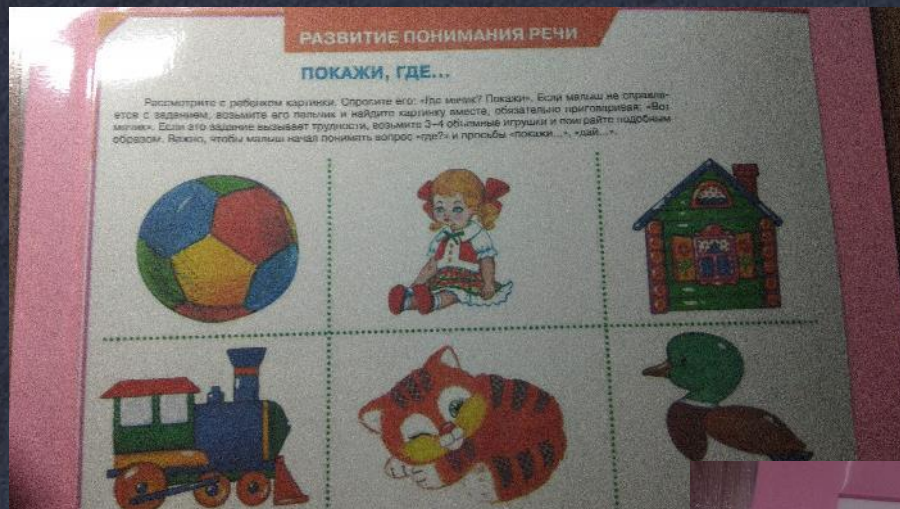 РАЗВИТИЕ ПОНИМАНИЯ РЕЧИ
ПОКАЖИ, ГДЕ...
Рассмотрите с ребенком картинки. Спросите его: «Где мячик? Покажи». Если малыш не справля-
ется с заданием, возьмите его пальчик и найдите картинку вместе, обязательно приговаривая: «Вот
мячик». Если это задание вызывает трудности, возьмите 3–4 объемные игрушки и поиграйте подобным
образом. Важно, чтобы малыш начал понимать вопрос «где?» и просьбы «покажи...», «дай...».